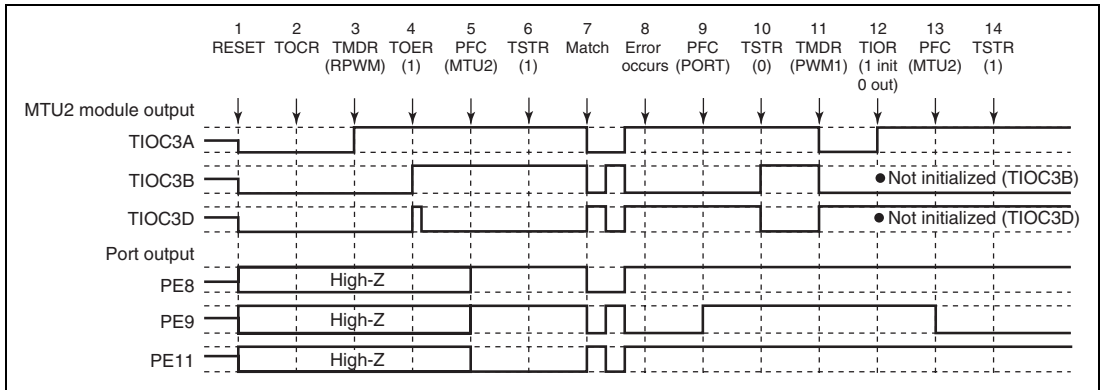 1 2 3 4 5 6 7 8 9 10 11 12 13 14
RESET TOCR TMDR TOER PFC TSTR Match Error PFC TSTR TMDR TIOR PFC TSTR
(RPWM) (1) (MTU2) (1) occurs (PORT) (0) (PWM1) (1 init (MTU2) (1)
0 out)
MTU2 module output
TIOC3A
TIOC3B
● Not initialized (TIOC3B)
TIOC3D
● Not initialized (TIOC3D)
Port output
PE8
High-Z
PE9
High-Z
PE11
High-Z